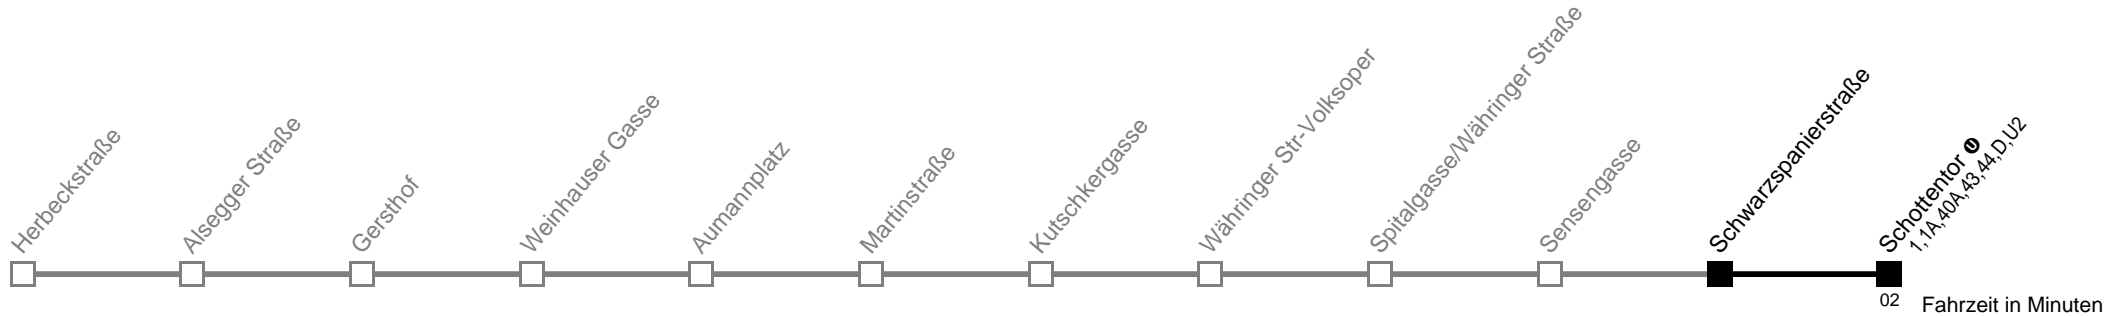 Herbeckstraße
Alsegger Straße
Gersthof
Weinhauser Gasse
Aumannplatz
Martinstraße
Kutschkergasse
Währinger Str-Volksoper
Spitalgasse/Währinger Straße
Sensengasse
Schwarzspanierstraße
Schottentor U
1,1A,40A,43,44,D,U2
02
Fahrzeit in Minuten